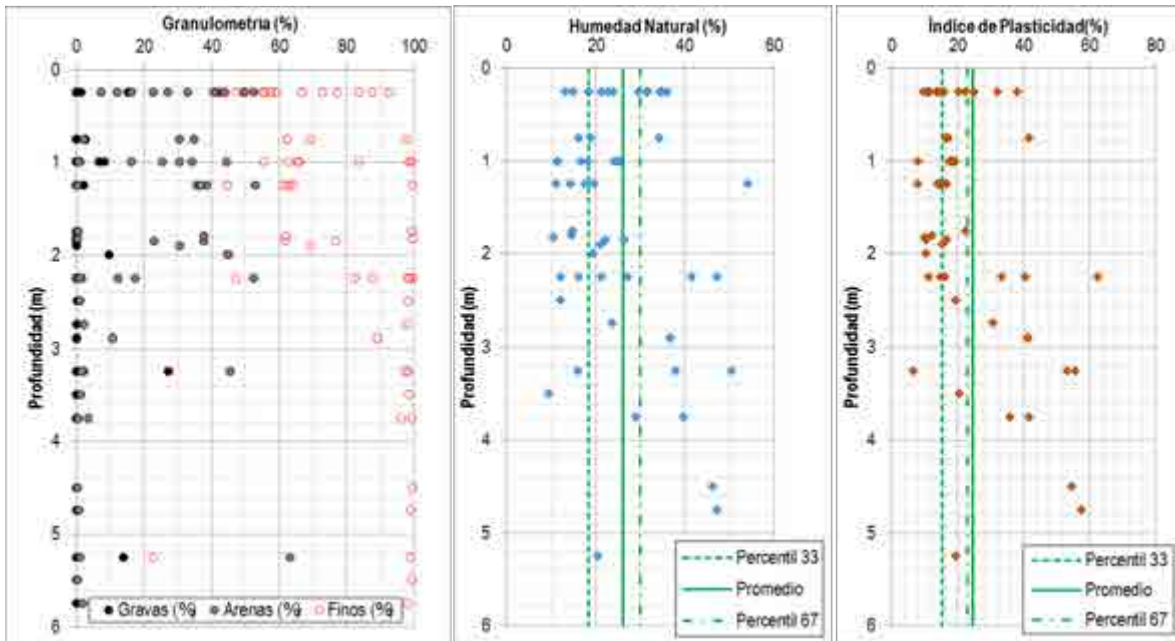 Granulometria (%)
0 20 40 60 80 100
Profundidad (m)
0
1
2
3
4
5
6
Gravas (%) Arenas (%) Finos (%)
Humedad Natural (%)
0 20 40 60
Profundidad (m)
0
1
2
3
4
5
6
Percentil 33
Promedio
Percentil 67
Índice de Plasticidad(%)
0 20 40 60 80
Profundidad (m)
0
1
2
3
4
5
6
Percentil 33
Promedio
Percentil 67